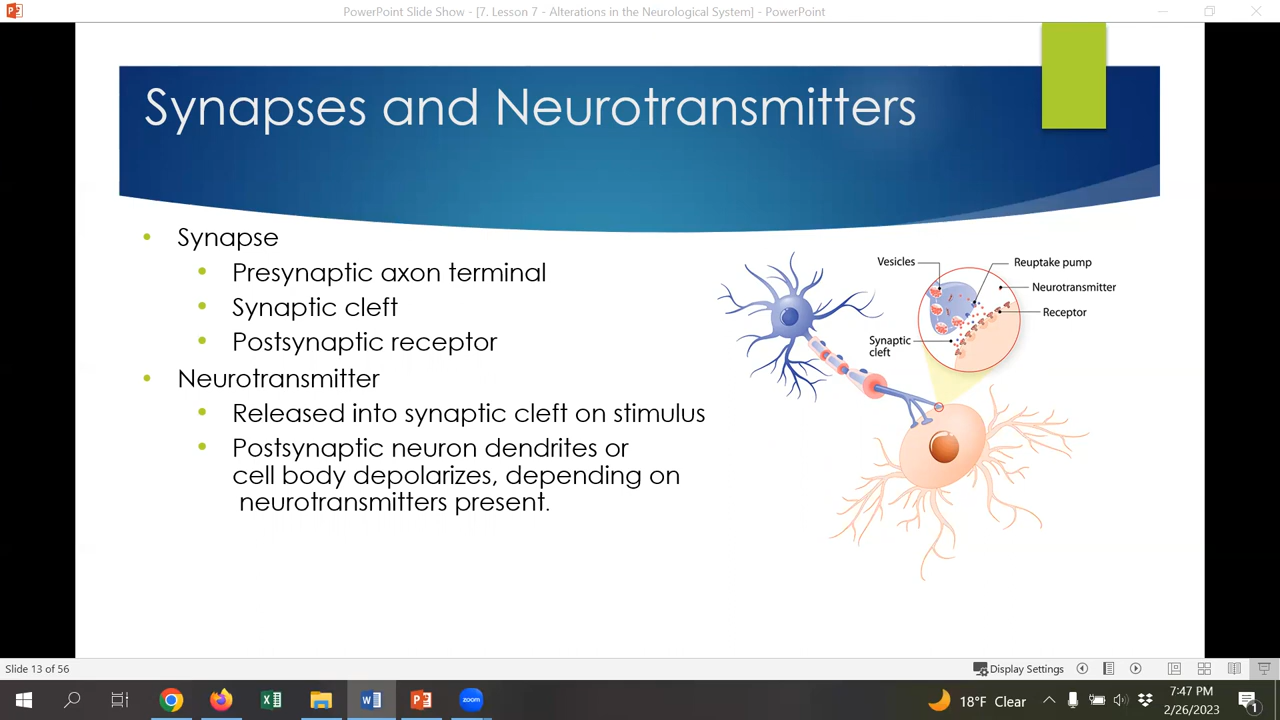 PowerPoint Slide Show - [7. Lesson 7 - Alterations in the Neurological System] - PowerPoint
Synapses and Neurotransmitters
• Synapse
• Presynaptic axon terminal
• Synaptic cleft
• Postsynaptic receptor
• Neurotransmitter
• Released into synaptic cleft on stimulus
• Postsynaptic neuron dendrites or
cell body depolarizes, depending on
neurotransmitters present.
Vesicles
Reuptake pump
Neurotransmitter
Receptor
Synaptic
cleft
Slide 13 of 56
Display Settings
zoom
18°F Clear
7:47 PM
2/26/2023
1